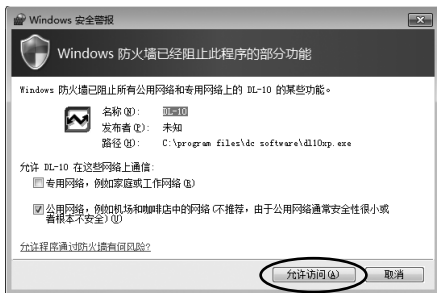 Windows 安全警报
Windows 防火墙已经阻止此程序的部分功能
Windows 防火墙已阻止所有公用网络和专用网络上的 DL-10 的某些功能。
名称(N): DL-10
发布者(P): 未知
路径(H): C:\program files\dc software\dl10xp.exe
允许 DL-10 在这些网络上通信:
专用网络，例如家庭或工作网络(R)
公用网络，例如机场和咖啡店中的网络(不推荐，由于公用网络通常安全性很小或
者根本不安全)(U)
允许程序通过防火墙有何风险?
允许访问(A) 取消